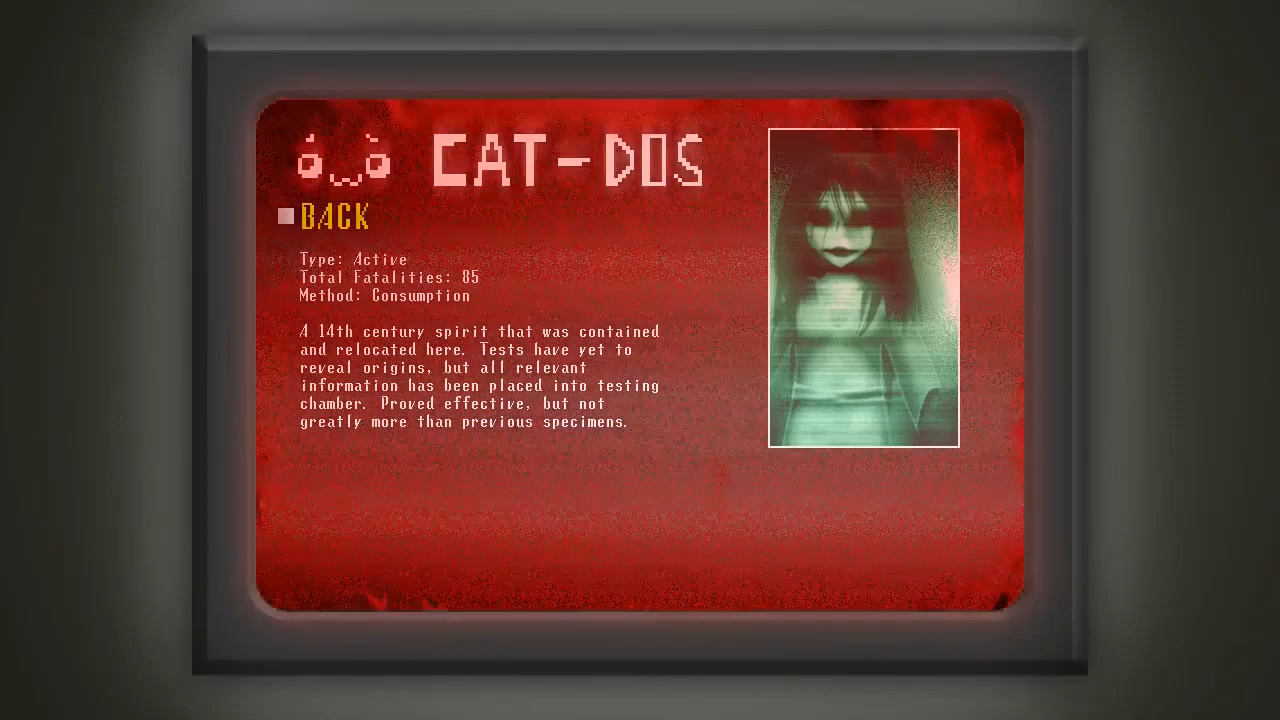 CAT-DOS
BACK
Type: Active
Total Fatalities: 85
Method: Consumption
A 14th century spirit that was contained
and relocated here. Tests have yet to
reveal origins, but all relevant
information has been placed into testing
chamber. Proved effective, but not
greatly more than previous specimens.